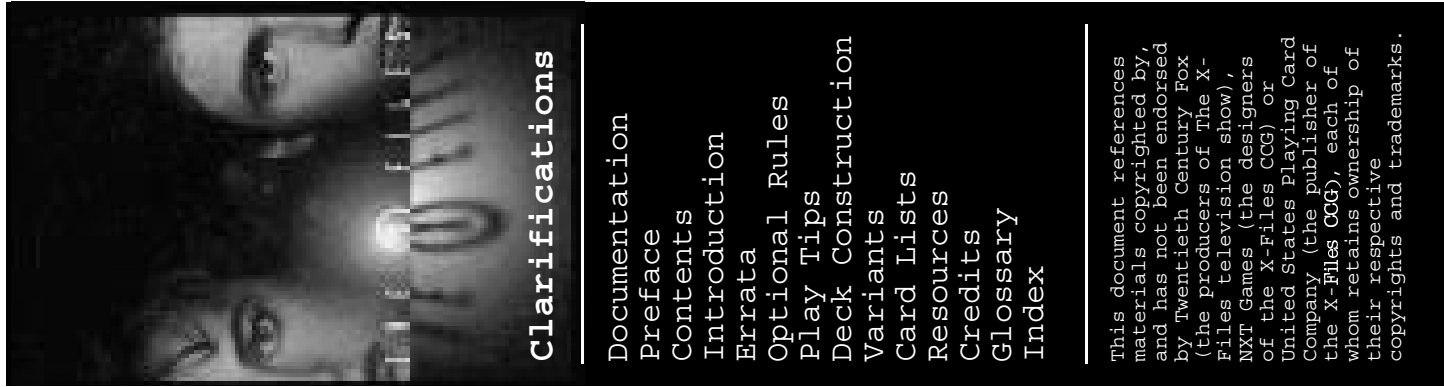 Clarifications
Documentation
Preface
Contents
Introduction
Errata
Optional Rules
Play Tips
Deck Construction
Variants
Card Lists
Resources
Credits
Glossary
Index
This document references
materials copyrighted by,
and has not been endorsed
by Twentieth Century Fox
(the producers of The X-
Files television show),
NXT Games (the designers
of the X-Files CCG) or
United States Playing Card
Company (the publisher of
the X-Files CCG), each of
whom retains ownership of
their respective
copyrights and trademarks.